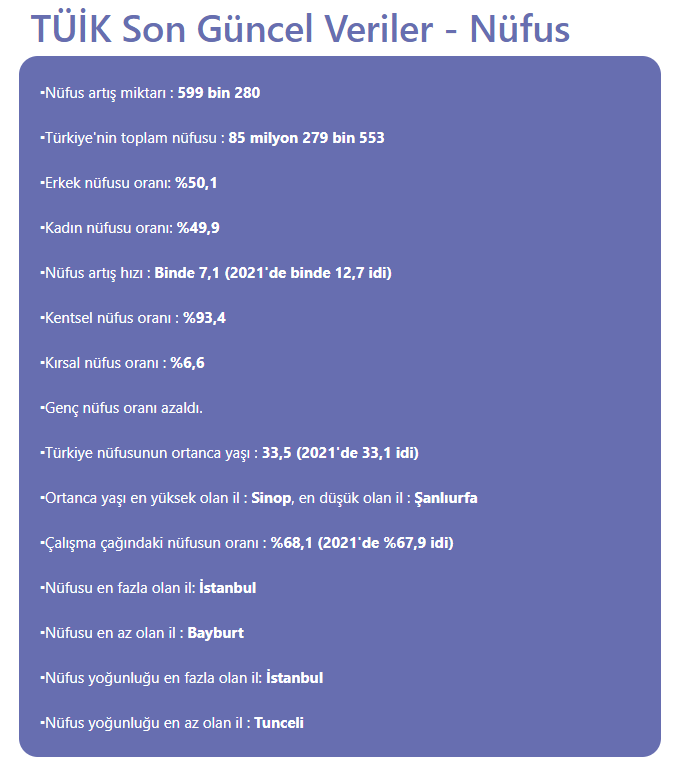 TÜİK Son Güncel Veriler - Nüfus
▪Nüfus artış miktarı : 599 bin 280
▪Türkiye'nin toplam nüfusu : 85 milyon 279 bin 553
▪Erkek nüfusu oranı: %50,1
▪Kadın nüfusu oranı: %49,9
▪Nüfus artış hızı : Binde 7,1 (2021'de binde 12,7 idi)
▪Kentsel nüfus oranı : %93,4
▪Kırsal nüfus oranı : %6,6
▪Genç nüfus oranı azaldı.
▪Türkiye nüfusunun ortanca yaşı : 33,5 (2021'de 33,1 idi)
▪Ortanca yaşı en yüksek olan il : Sinop, en düşük olan il : Şanlıurfa
▪Çalışma çağındaki nüfusun oranı : %68,1 (2021'de %67,9 idi)
▪Nüfusu en fazla olan il: İstanbul
▪Nüfusu en az olan il : Bayburt
▪Nüfus yoğunluğu en fazla olan il: İstanbul
▪Nüfus yoğunluğu en az olan il : Tunceli